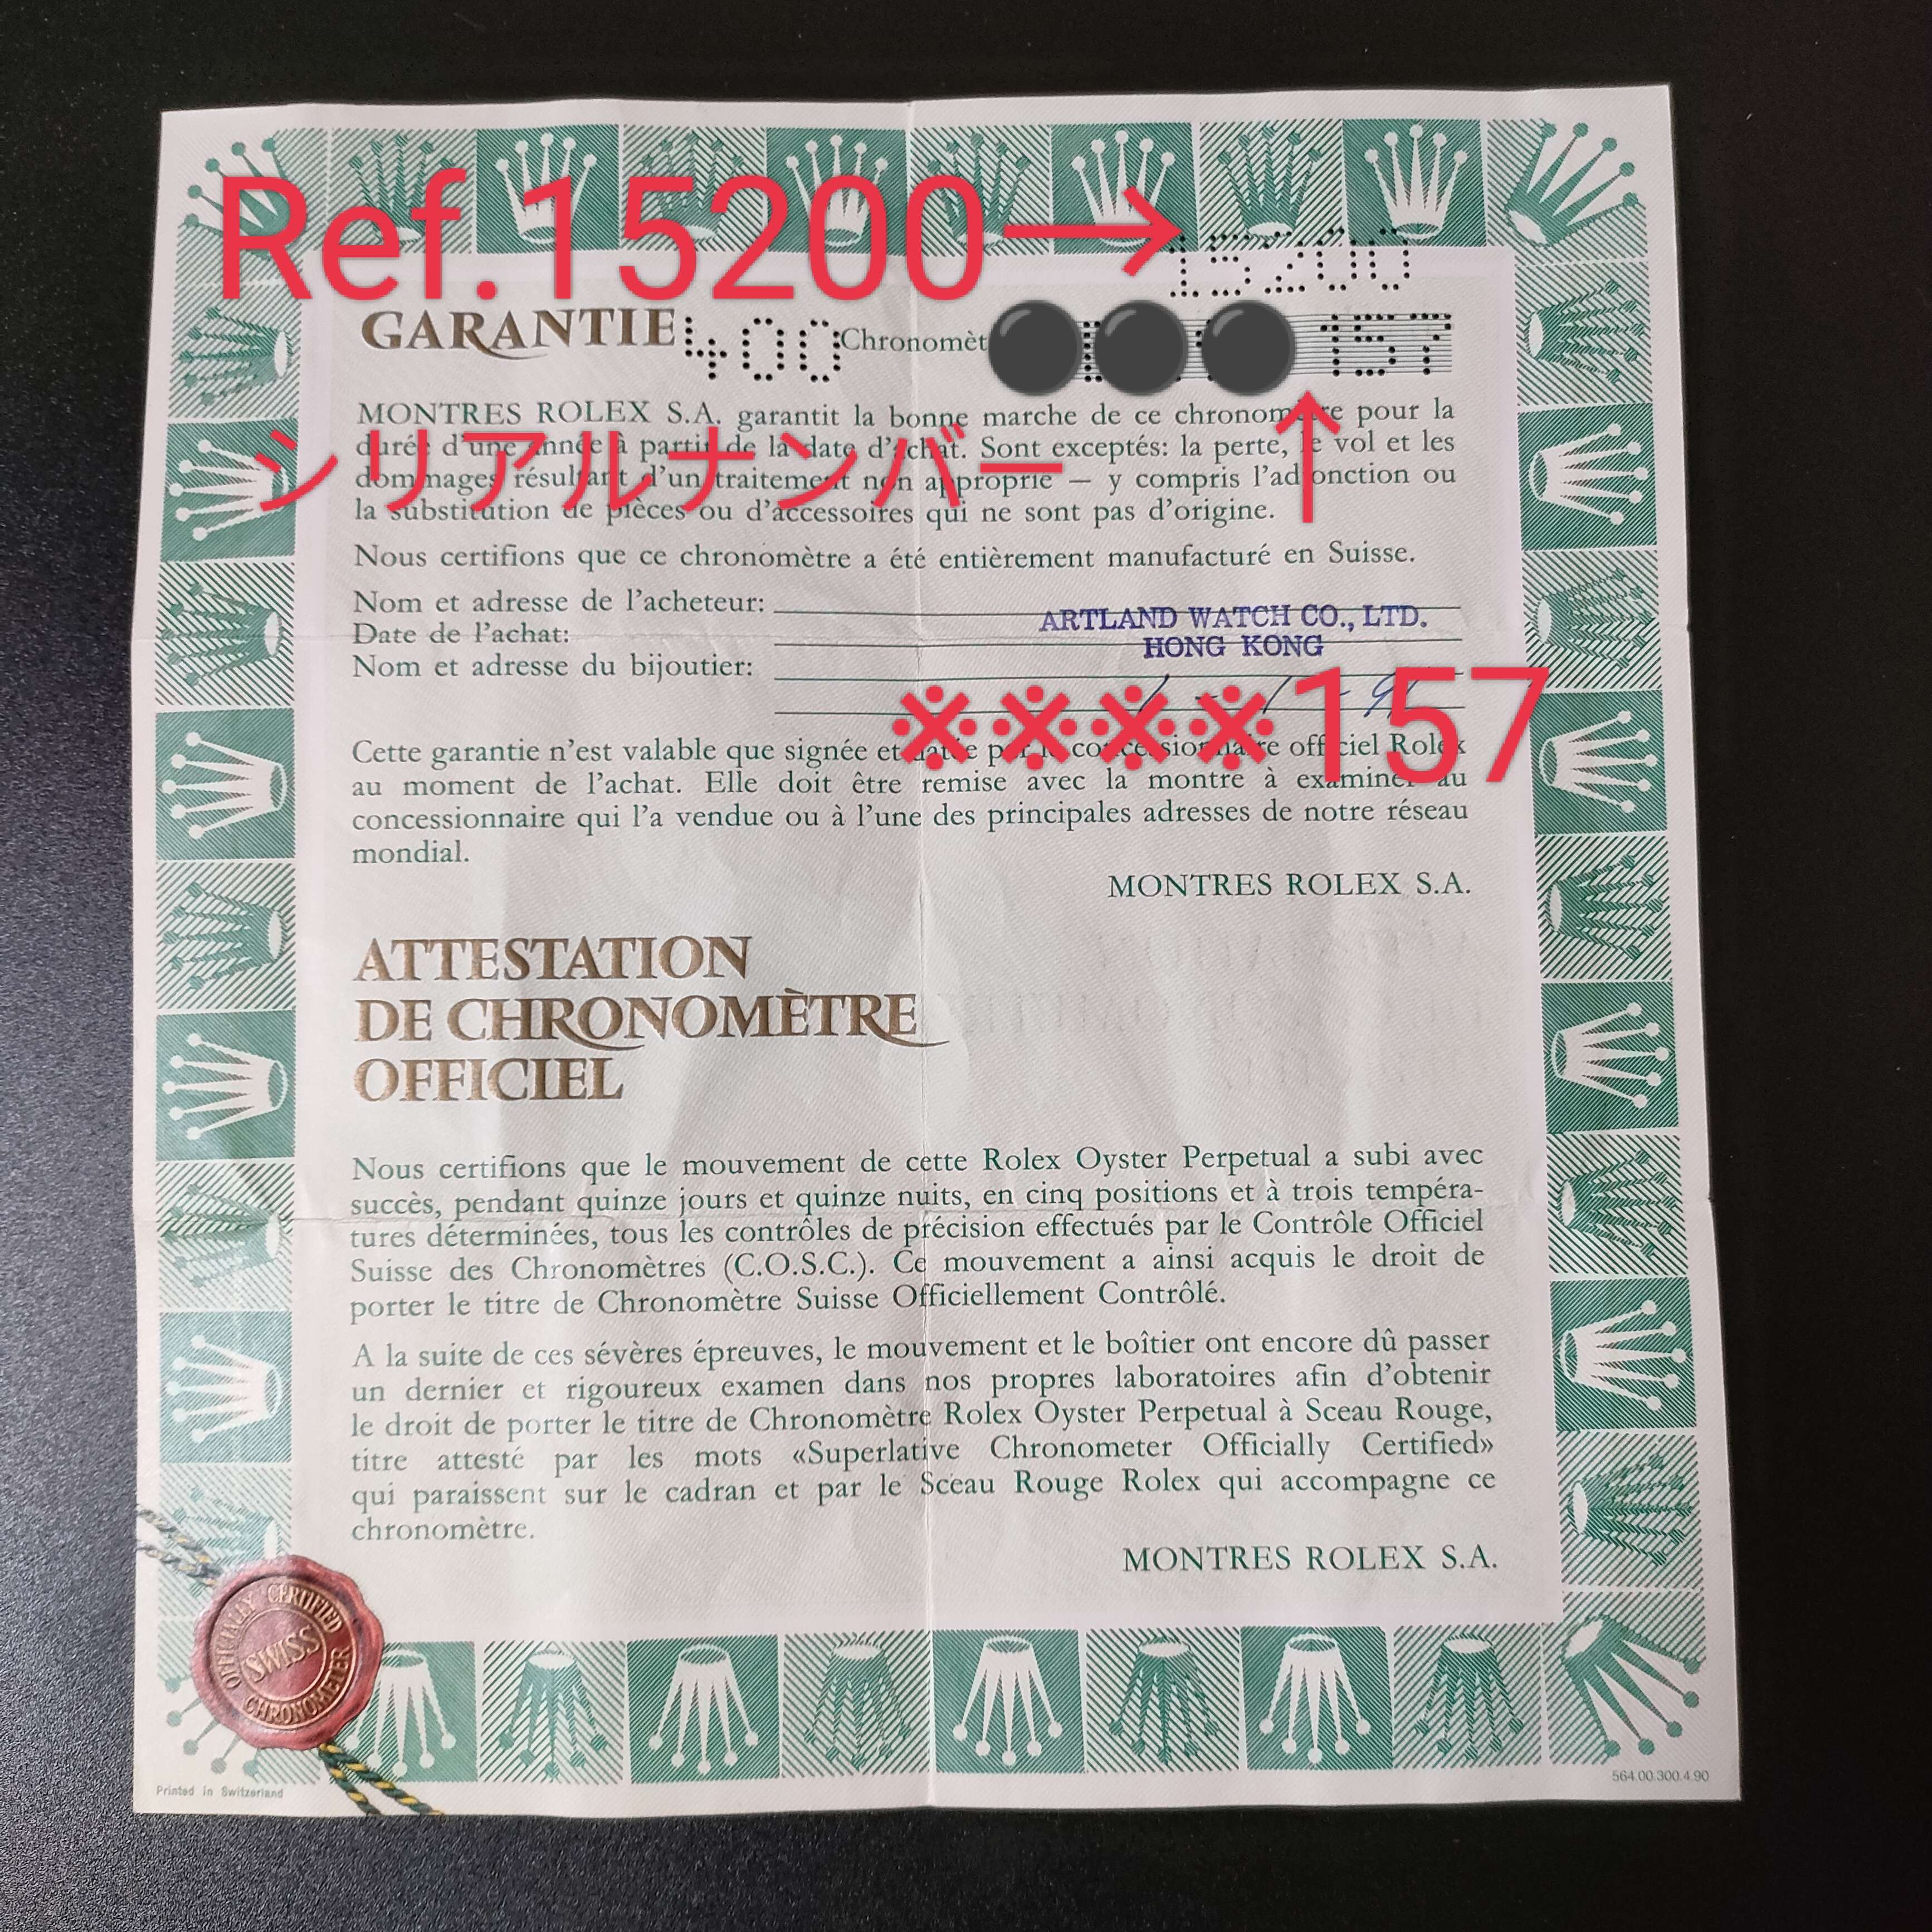 Ref.15200→
15200
GARANTIE 400 Chronomèt 157
MONTRES ROLEX S.A. garantit la bonne marche de ce chronomètre pour la
durée d'une année à partir de la date d'achat. Sont exceptés: la perte, le vol et les
シリアルナンバー↑
dommages résultant d'un traitement non approprié — y compris l'adjonction ou
la substitution de pièces ou d'accessoires qui ne sont pas d'origine.
Nous certifions que ce chronomètre a été entièrement manufacturé en Suisse.
Nom et adresse de l'acheteur:
ARTLAND WATCH CO., LTD.
Date de l'achat:
HONG KONG
Nom et adresse du bijoutier:
※※※※157
Cette garantie n'est valable que signée et datée par le concessionnaire officiel Rolex
au moment de l'achat. Elle doit être remise avec la montre à examiner au
concessionnaire qui l'a vendue ou à l'une des principales adresses de notre réseau
mondial.
MONTRES ROLEX S.A.
ATTESTATION
DE CHRONOMÈTRE
OFFICIEL
Nous certifions que le mouvement de cette Rolex Oyster Perpetual a subi avec
succès, pendant quinze jours et quinze nuits, en cinq positions et à trois tempéra-
tures déterminées, tous les contrôles de précision effectués par le Contrôle Officiel
Suisse des Chronomètres (C.O.S.C.). Ce mouvement a ainsi acquis le droit de
porter le titre de Chronomètre Suisse Officiellement Contrôlé.
A la suite de ces sévères épreuves, le mouvement et le boîtier ont encore dû passer
un dernier et rigoureux examen dans nos propres laboratoires afin d'obtenir
le droit de porter le titre de Chronomètre Rolex Oyster Perpetual à Sceau Rouge,
titre attesté par les mots «Superlative Chronometer Officially Certified»
qui paraissent sur le cadran et par le Sceau Rouge Rolex qui accompagne ce
chronomètre.
MONTRES ROLEX S.A.
OFFICIALLY CERTIFIED
SWISS
CHRONOMETER
Printed in Switzerland
564.00.300.4.90